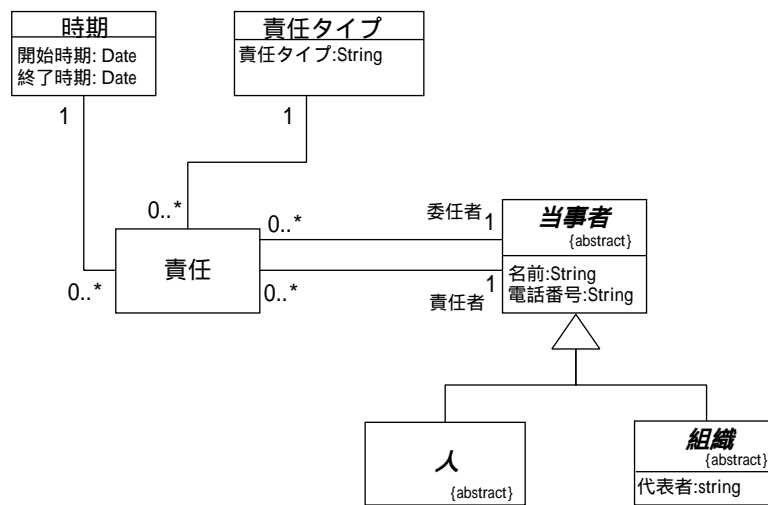 時期
開始時期: Date
終了時期: Date
責任タイプ
責任タイプ:String
1
1
0..*
0..*
委任者
1
当事者
{abstract}
名前:String
電話番号:String
責任
0..*
0..*
責任者
1
人
{abstract}
組織
{abstract}
代表者:string